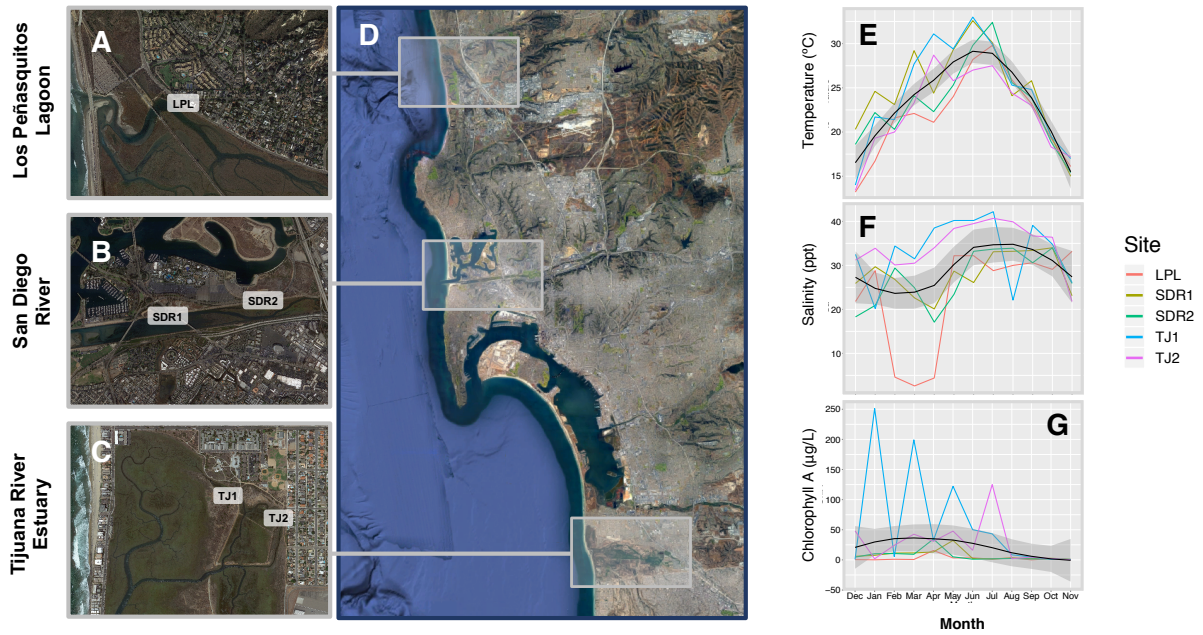 Los Peñasquitos
Lagoon
San Diego
River
Tijuana River
Estuary
A
LPL
B
SDR1
SDR2
C
TJ1
TJ2
D
E
Temperature (ºC)
30
25
20
15
F
Salinity (ppt)
40
30
20
10
G
Chlorophyll A (µg/L)
250
200
150
100
50
0
−50
Dec Jan Feb Mar Apr May Jun Jul Aug Sep Oct Nov
Month
Site
LPL
SDR1
SDR2
TJ1
TJ2